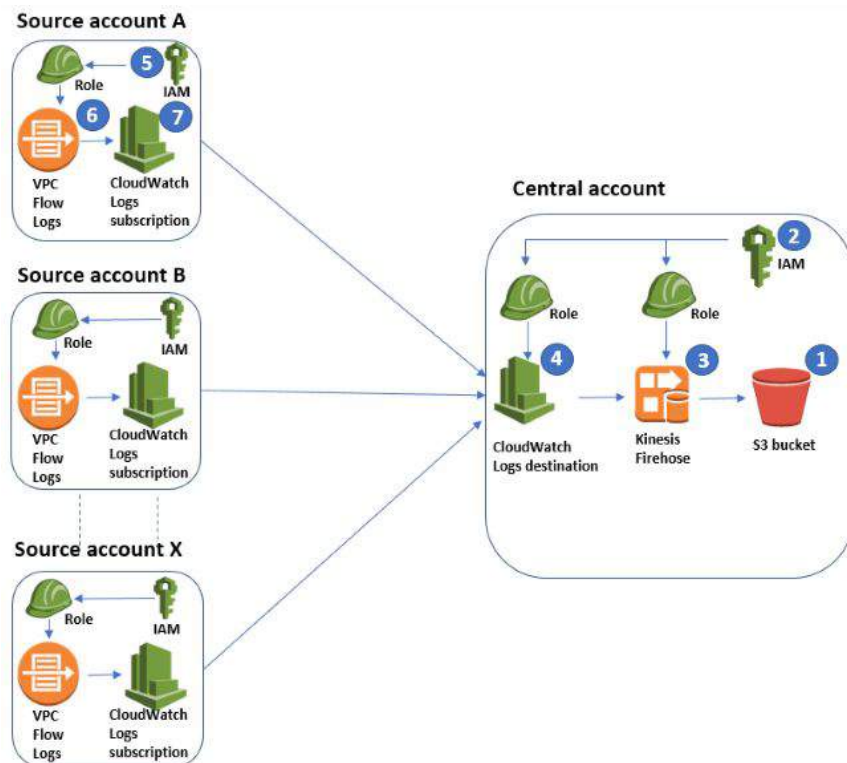 Source account A
5
Role
IAM
6
7
VPC
Flow
Logs
CloudWatch
Logs
subscription
Source account B
Role
IAM
VPC
Flow
Logs
CloudWatch
Logs
subscription
Source account X
Role
IAM
VPC
Flow
Logs
CloudWatch
Logs
subscription
Central account
2
IAM
Role
Role
4
3
1
CloudWatch
Logs destination
Kinesis
Firehose
S3 bucket